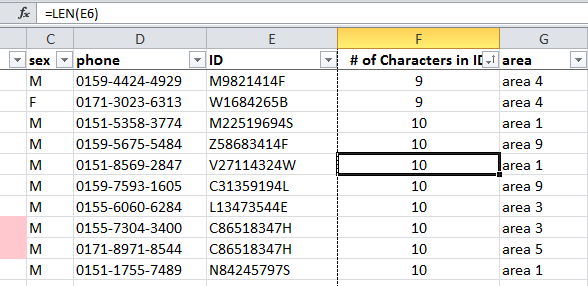 fx =LEN(E6)
C D E F G
sex phone ID # of Characters in ID area
M 0159-4424-4929 M9821414F 9 area 4
F 0171-3023-6313 W1684265B 9 area 4
M 0151-5358-3774 M22519694S 10 area 1
M 0159-5675-5484 Z58683414F 10 area 9
M 0151-8569-2847 V27114324W 10 area 1
M 0159-7593-1605 C31359194L 10 area 9
M 0155-6060-6284 L13473544E 10 area 3
M 0155-7304-3400 C86518347H 10 area 3
M 0171-8971-8544 C86518347H 10 area 5
M 0151-1755-7489 N84245797S 10 area 1